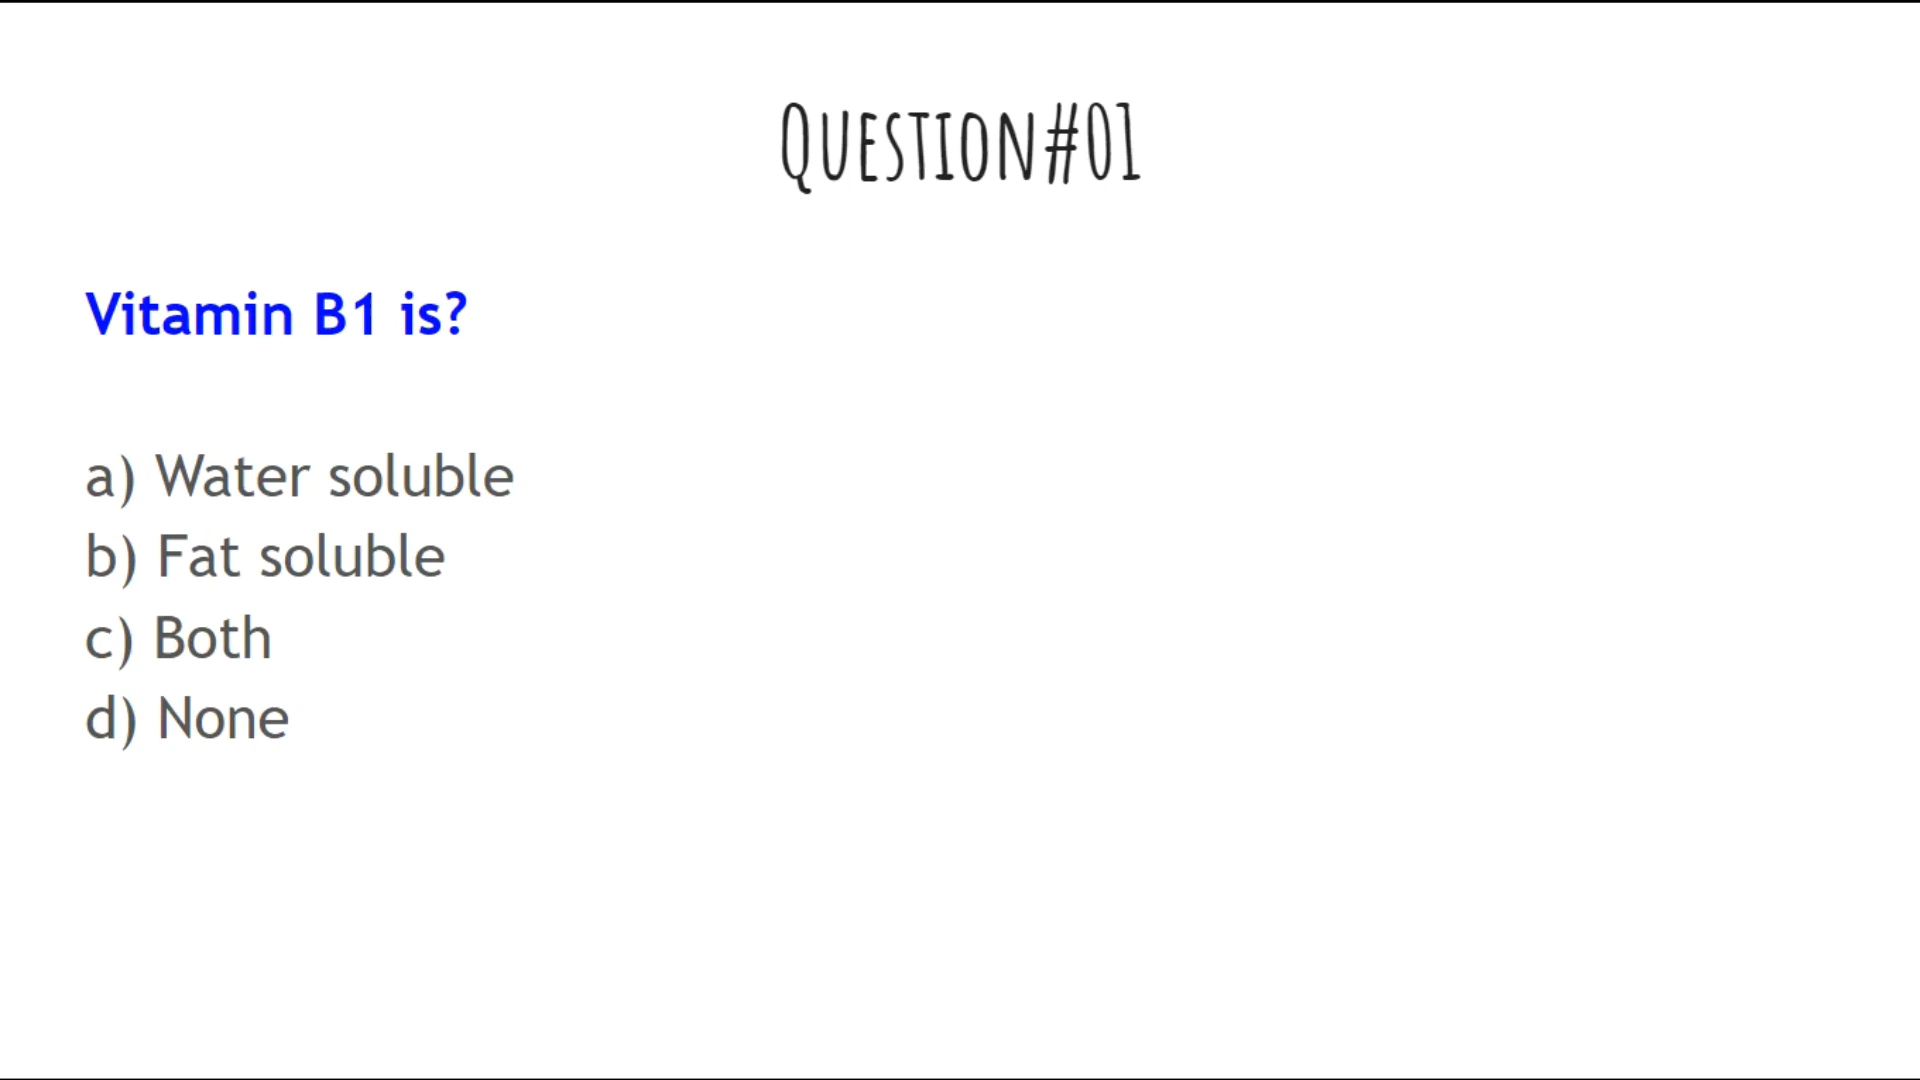 Question#01
Vitamin B1 is?
a) Water soluble
b) Fat soluble
c) Both
d) None